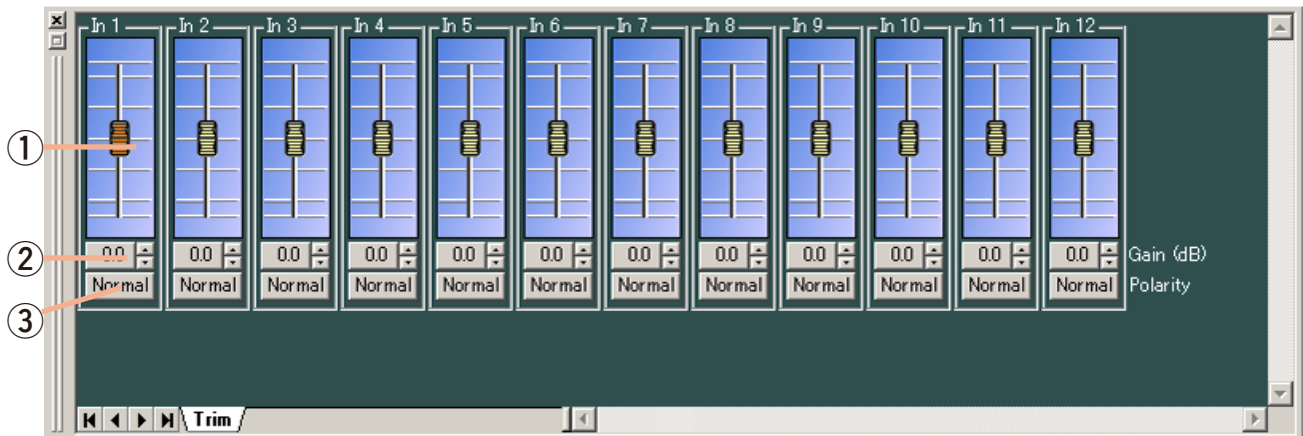 In 1 In 2 In 3 In 4 In 5 In 6 In 7 In 8 In 9 In 10 In 11 In 12
1
2 0.0 0.0 0.0 0.0 0.0 0.0 0.0 0.0 0.0 0.0 0.0 0.0 Gain (dB)
Normal Normal Normal Normal Normal Normal Normal Normal Normal Normal Normal Normal Polarity
3
Trim